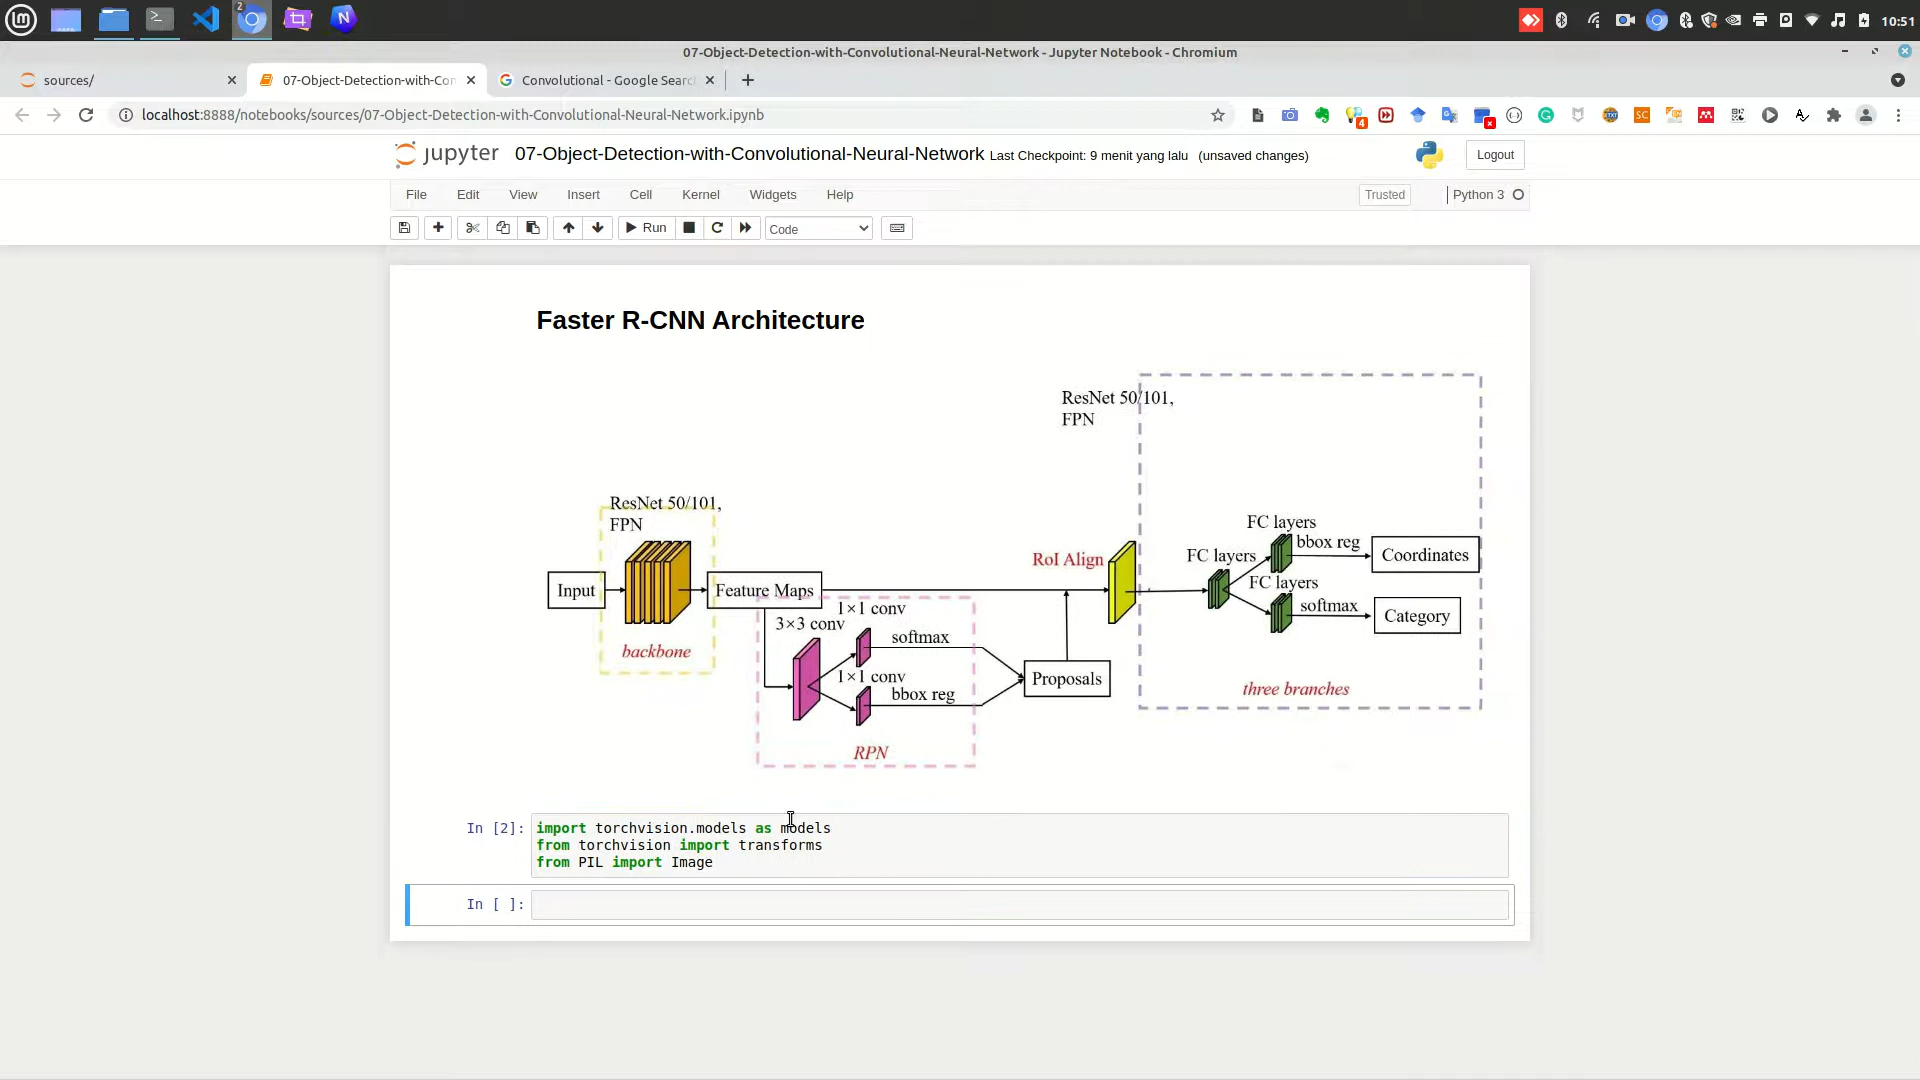 10:51
07-Object-Detection-with-Convolutional-Neural-Network - Jupyter Notebook - Chromium
sources/
07-Object-Detection-with-Con
Convolutional - Google Searc
localhost:8888/notebooks/sources/07-Object-Detection-with-Convolutional-Neural-Network.ipynb
jupyter 07-Object-Detection-with-Convolutional-Neural-Network Last Checkpoint: 9 menit yang lalu (unsaved changes)
Logout
File Edit View Insert Cell Kernel Widgets Help
Trusted
Python 3
Run
Code
Faster R-CNN Architecture
ResNet 50/101,
FPN
ResNet 50/101,
FPN
Input
backbone
Feature Maps
3×3 conv
1×1 conv
softmax
1×1 conv
bbox reg
RPN
Proposals
RoI Align
FC layers
FC layers
bbox reg
Coordinates
FC layers
softmax
Category
three branches
In [2]:
import torchvision.models as models
from torchvision import transforms
from PIL import Image
In [ ]: